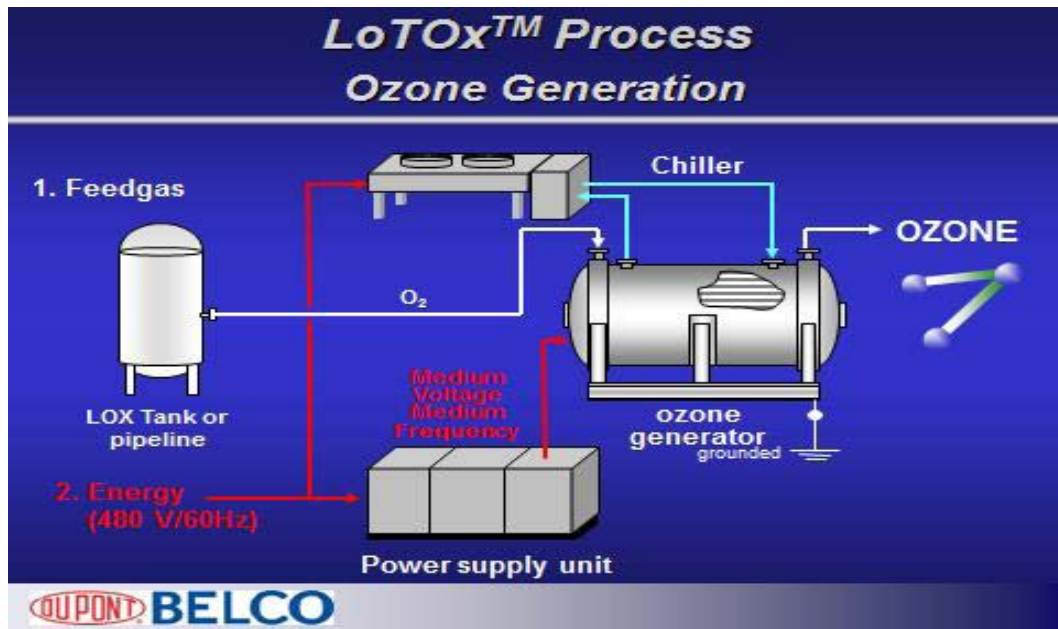 LoTOx™ Process
Ozone Generation
1. Feedgas
Chiller
OZONE
O₂
Medium
Voltage
Medium
Frequency
LOX Tank or
pipeline
ozone
generator
grounded
2. Energy
(480 V/60Hz)
Power supply unit
DUPONT BELCO